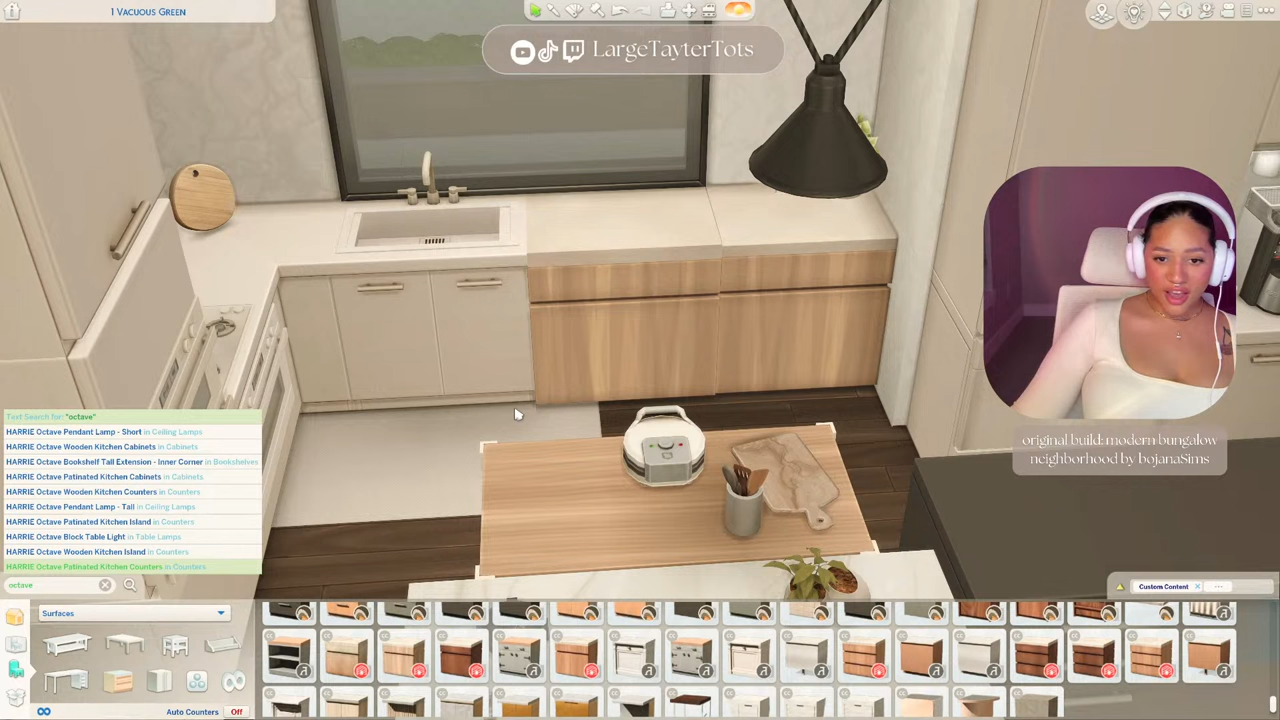 1 Vacuous Green
LargeTayterTots
original build: modern bungalow
neighborhood by bojanaSims
Text Search for: "octave"
HARRIE Octave Pendant Lamp - Short in Ceiling Lamps
HARRIE Octave Wooden Kitchen Cabinets in Cabinets
HARRIE Octave Bookshelf Tall Extension - Inner Corner in Bookshelves
HARRIE Octave Patinated Kitchen Cabinets in Cabinets
HARRIE Octave Wooden Kitchen Counters in Counters
HARRIE Octave Pendant Lamp - Tall in Ceiling Lamps
HARRIE Octave Patinated Kitchen Island in Counters
HARRIE Octave Block Table Light in Table Lamps
HARRIE Octave Wooden Kitchen Island in Counters
HARRIE Octave Patinated Kitchen Counters in Counters
octave
Custom Content
Surfaces
Auto Counters Off